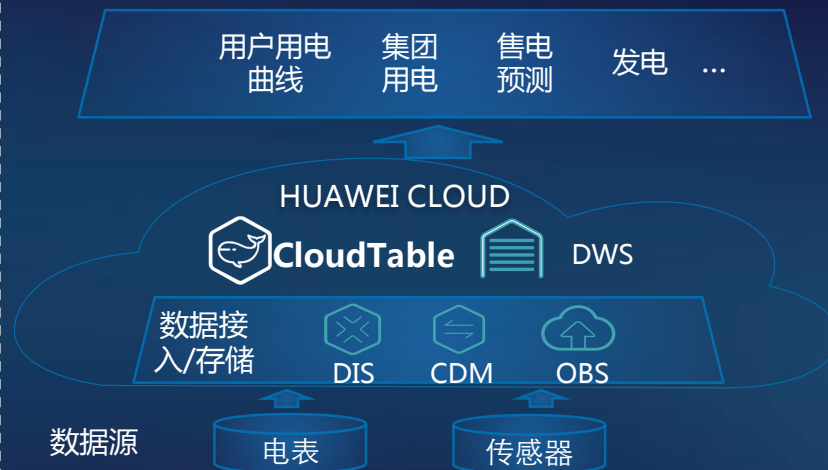 用户用电
曲线
集团
用电
售电
预测
发电
...
HUAWEI CLOUD
CloudTable
DWS
数据接
入/存储
DIS
CDM
OBS
数据源
电表
传感器